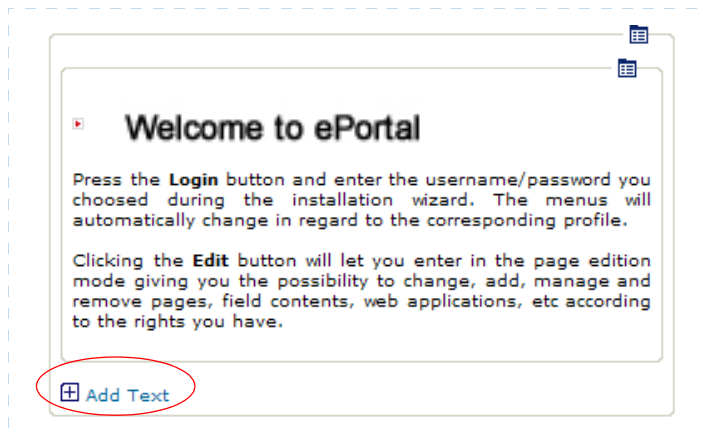 Welcome to ePortal
Press the Login button and enter the username/password you
choosed during the installation wizard. The menus will
automatically change in regard to the corresponding profile.
Clicking the Edit button will let you enter in the page edition
mode giving you the possibility to change, add, manage and
remove pages, field contents, web applications, etc according
to the rights you have.
Add Text